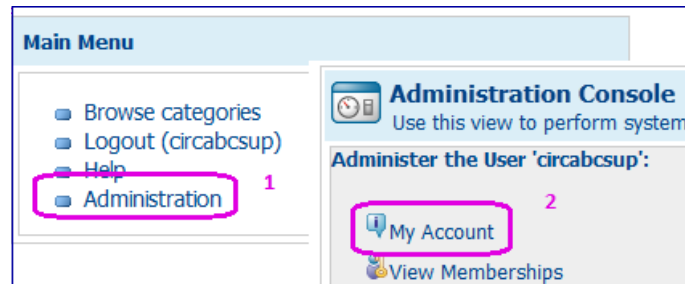 Main Menu
Browse categories
Logout (circabcsup)
Help
Administration
1
Administration Console
Use this view to perform system
Administer the User 'circabcsup':
2
My Account
View Memberships